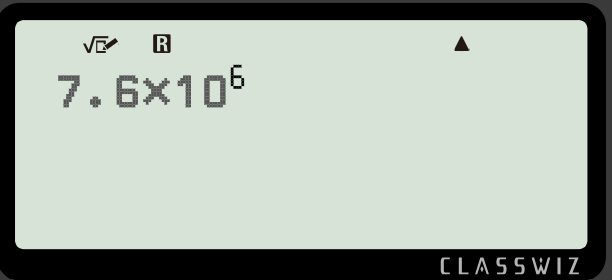 √ R ▲
7.6×10⁶
CLASSWIZ